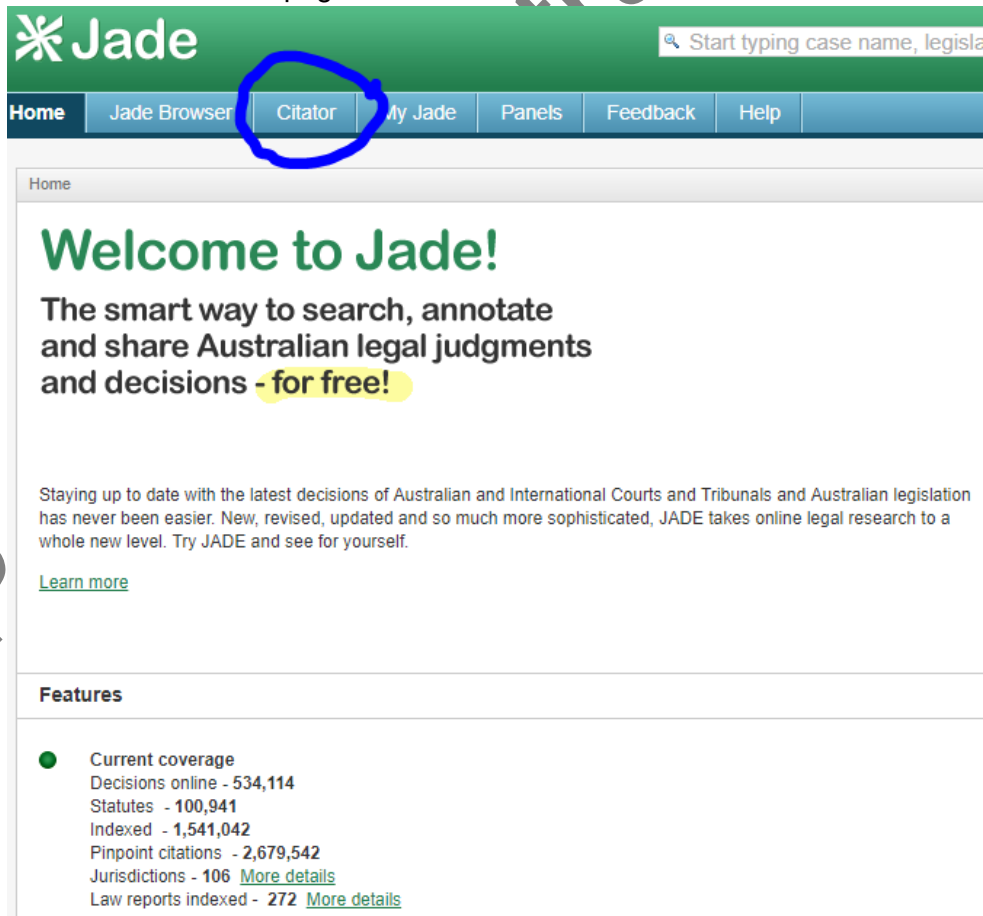 Jade
Start typing case name, legisla
Home Jade Browser Citator My Jade Panels Feedback Help
Home
Welcome to Jade!
The smart way to search, annotate
and share Australian legal judgments
and decisions - for free!
Staying up to date with the latest decisions of Australian and International Courts and Tribunals and Australian legislation
has never been easier. New, revised, updated and so much more sophisticated, JADE takes online legal research to a
whole new level. Try JADE and see for yourself.
Learn more
Features
Current coverage
Decisions online - 534,114
Statutes - 100,941
Indexed - 1,541,042
Pinpoint citations - 2,679,542
Jurisdictions - 106 More details
Law reports indexed - 272 More details